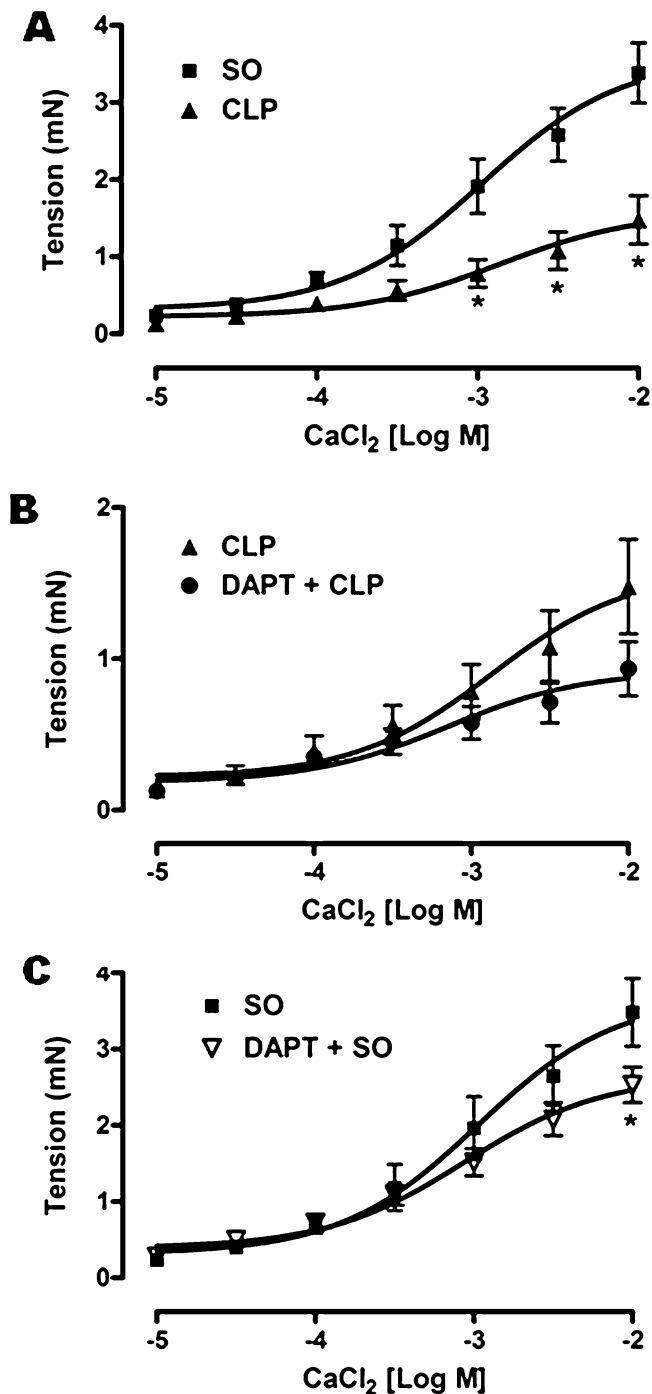 A
4
SO
CLP
3
2
1
0
Tension (mN)
* * *
-5 -4 -3 -2
CaCl₂ [Log M]
B
2
CLP
DAPT + CLP
1
0
Tension (mN)
-5 -4 -3 -2
CaCl₂ [Log M]
C
4
SO
DAPT + SO
3
2
1
0
Tension (mN)
*
-5 -4 -3 -2
CaCl₂ [Log M]